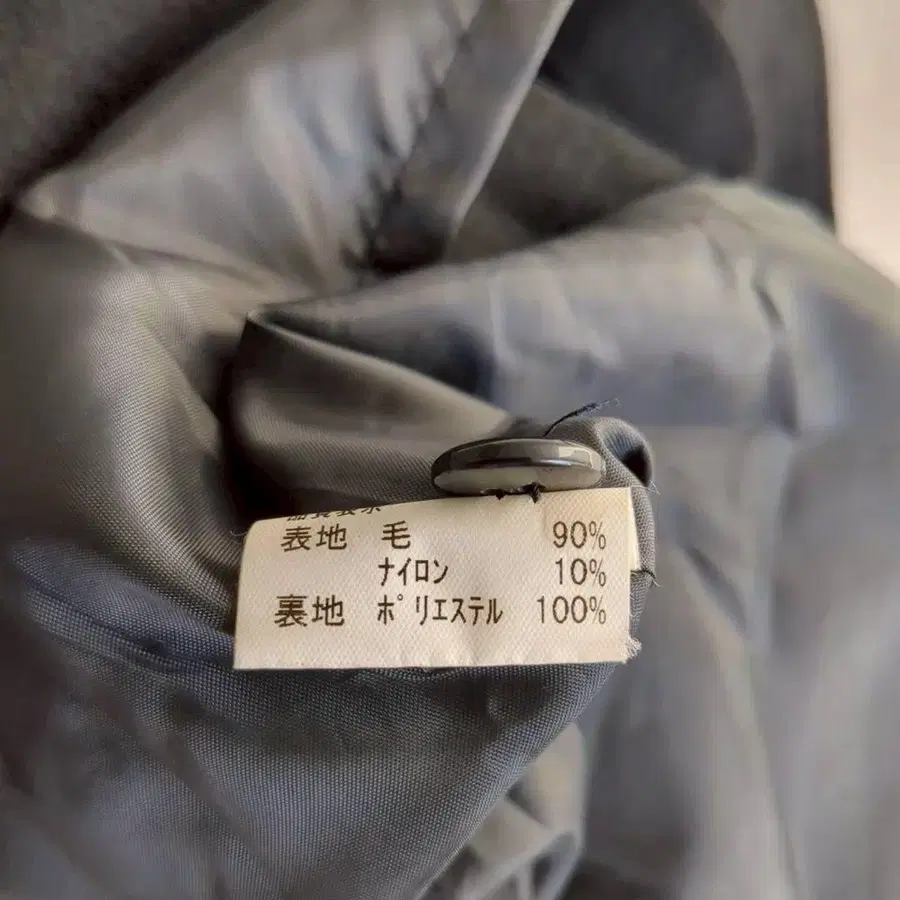 表地 毛 90%
ナイロン 10%
裏地 ポリエステル 100%